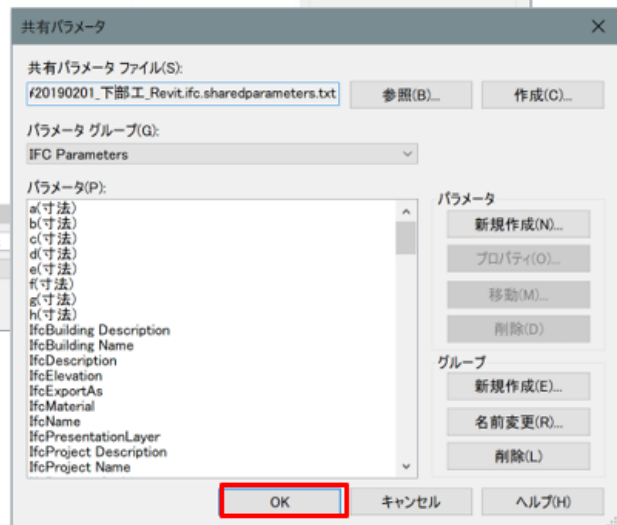 共有パラメータ
共有パラメータ ファイル(S):
20190201_下部工_Revit.ifc.sharedparameters.txt
参照(B)...
作成(C)...
パラメータ グループ(G):
IFC Parameters
パラメータ(P):
a(寸法)
b(寸法)
c(寸法)
d(寸法)
e(寸法)
f(寸法)
g(寸法)
h(寸法)
IfcBuilding Description
IfcBuilding Name
IfcDescription
IfcElevation
IfcExportAs
IfcMaterial
IfcName
IfcPresentationLayer
IfcProject Description
IfcProject Name
パラメータ
新規作成(N)...
プロパティ(O)...
移動(M)...
削除(D)
グループ
新規作成(E)...
名前変更(R)...
削除(L)
OK
キャンセル
ヘルプ(H)